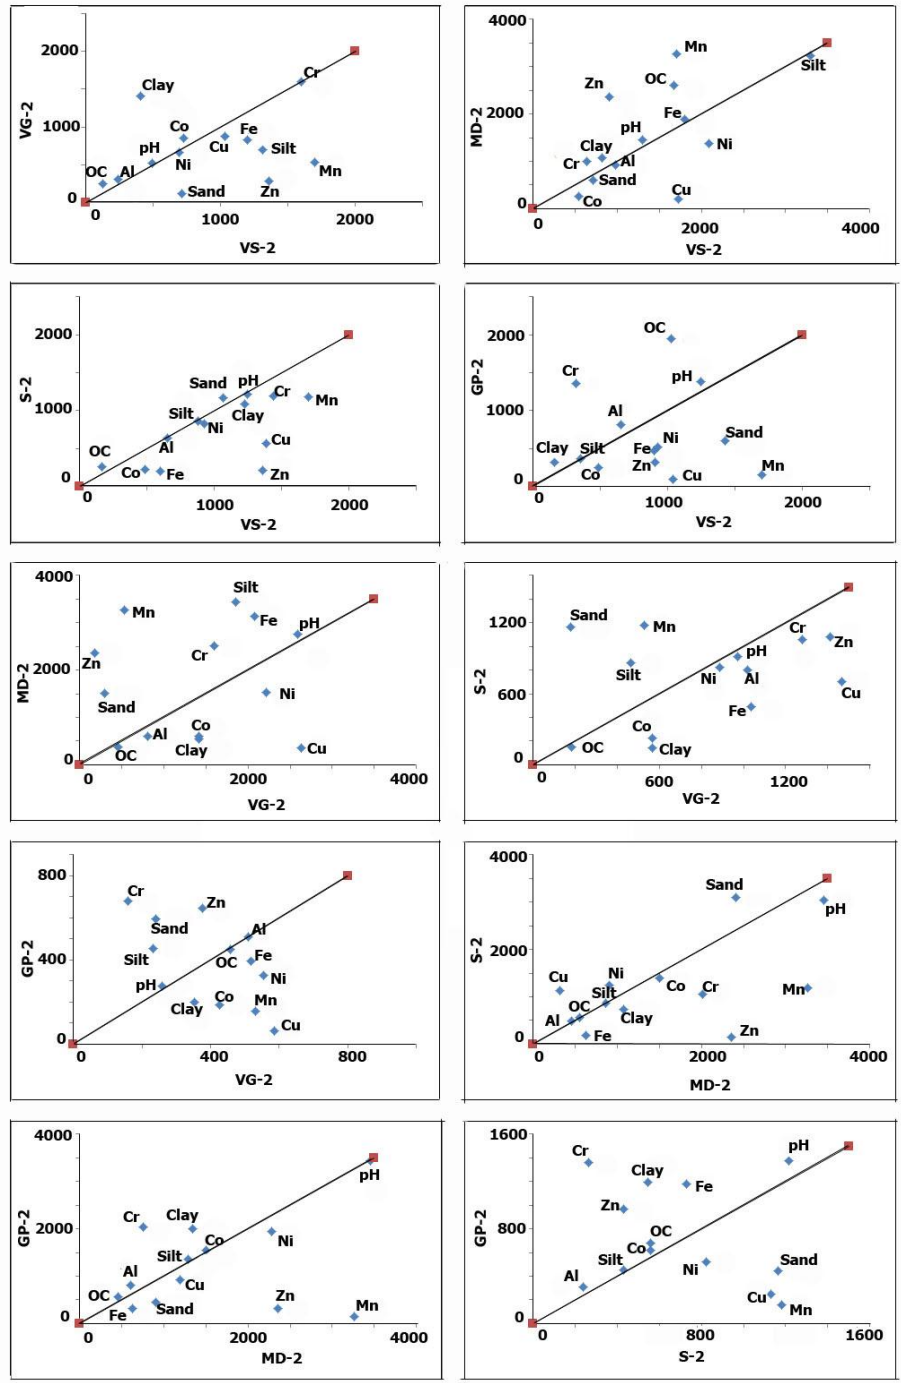 VG-2
2000
1000
0
Clay
Cr
Co
Fe
pH
Cu
Silt
Ni
OC
Al
Mn
Sand
Zn
0
1000
2000
VS-2
MD-2
4000
2000
0
Mn
Silt
OC
Zn
Fe
pH
Ni
Clay
Cr
Al
Sand
Cu
Co
0
2000
4000
VS-2
S-2
2000
1000
0
pH
Sand
Cr
Mn
Silt
Clay
Ni
Cu
Al
OC
Co
Fe
Zn
0
1000
2000
VS-2
GP-2
2000
1000
0
OC
Cr
pH
Al
Sand
Ni
Clay
Silt
Fe
Zn
Mn
Co
Cu
0
1000
2000
VS-2
MD-2
4000
2000
0
Silt
Mn
Fe
pH
Cr
Zn
Ni
Sand
Al
Co
Clay
OC
Cu
0
2000
4000
VG-2
S-2
1200
600
0
Sand
Mn
Cr
Zn
pH
Silt
Ni
Al
Cu
Fe
Co
OC
Clay
0
600
1200
VG-2
GP-2
800
400
0
Cr
Zn
Sand
Al
Silt
OC
Fe
pH
Ni
Clay
Co
Mn
Cu
0
400
800
VG-2
S-2
4000
2000
0
Sand
pH
Cu
Ni
Silt
Co
Cr
Mn
OC
Al
Clay
Fe
Zn
0
2000
4000
MD-2
GP-2
4000
2000
0
pH
Cr
Clay
Co
Ni
Silt
Al
Cu
OC
Fe
Sand
Zn
Mn
0
2000
4000
MD-2
GP-2
1600
800
0
Cr
pH
Clay
Fe
Zn
OC
Co
Silt
Ni
Sand
Al
Cu
Mn
0
800
1600
S-2